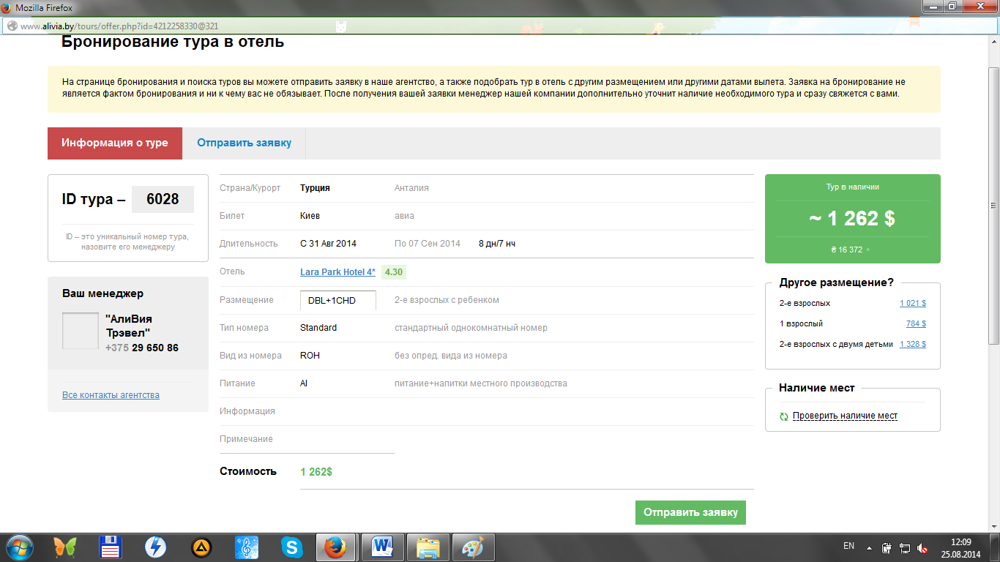 Mozilla Firefox
www.alivia.by/tours/offer.php?id=4212258330@321
Бронирование тура в отель
На странице бронирования и поиска туров вы можете отправить заявку в наше агентство, а также подобрать тур в отель с другим размещением или другими датами вылета. Заявка на бронирование не
является фактом бронирования и ни к чему вас не обязывает. После получения вашей заявки менеджер нашей компании дополнительно уточнит наличие необходимого тура и сразу свяжется с вами.
Информация о туре Отправить заявку
ID тура – 6028
ID – это уникальный номер тура,
назовите его менеджеру
Ваш менеджер
"АлиВия
Трэвел"
+375 29 650 86
Все контакты агентства
Страна/Курорт Турция Анталия
Билет Киев авиа
Длительность С 31 Авг 2014 По 07 Сен 2014 8 дн/7 нч
Отель Lara Park Hotel 4* 4.30
Размещение DBL+1CHD 2-е взрослых с ребенком
Тип номера Standard стандартный однокомнатный номер
Вид из номера ROH без опред. вида из номера
Питание AI питание+напитки местного производства
Информация
Примечание
Стоимость 1 262$
Отправить заявку
Тур в наличии
~ 1 262 $
₴ 16 372
Другое размещение?
2-е взрослых 1 021 $
1 взрослый 784 $
2-е взрослых с двумя детьми 1 328 $
Наличие мест
Проверить наличие мест
EN
12:09
25.08.2014